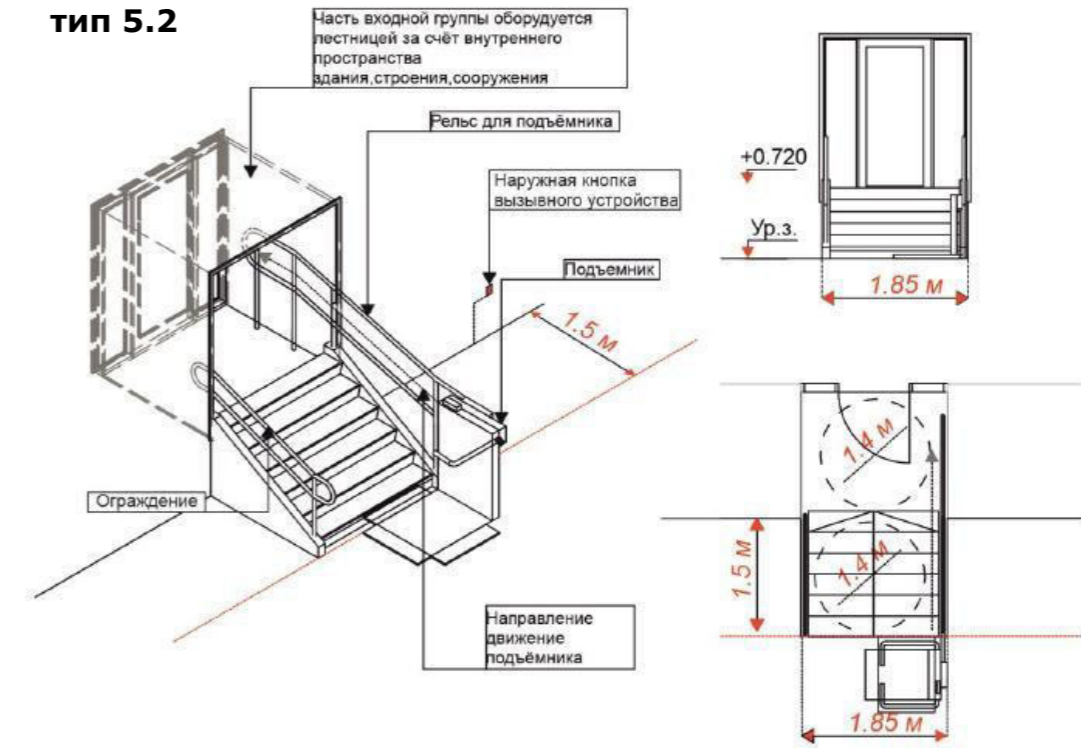 тип 5.2
Часть входной группы оборудуется
лестницей за счёт внутреннего
пространства
здания,строения,сооружения
Рельс для подъёмника
Наружная кнопка
вызывного устройства
Подъемник
1.5 м
Ограждение
Направление
движение
подъёмника
+0.720
Ур.з.
1.85 м
1.4 м
1.5 м
1.4 м
1.85 м